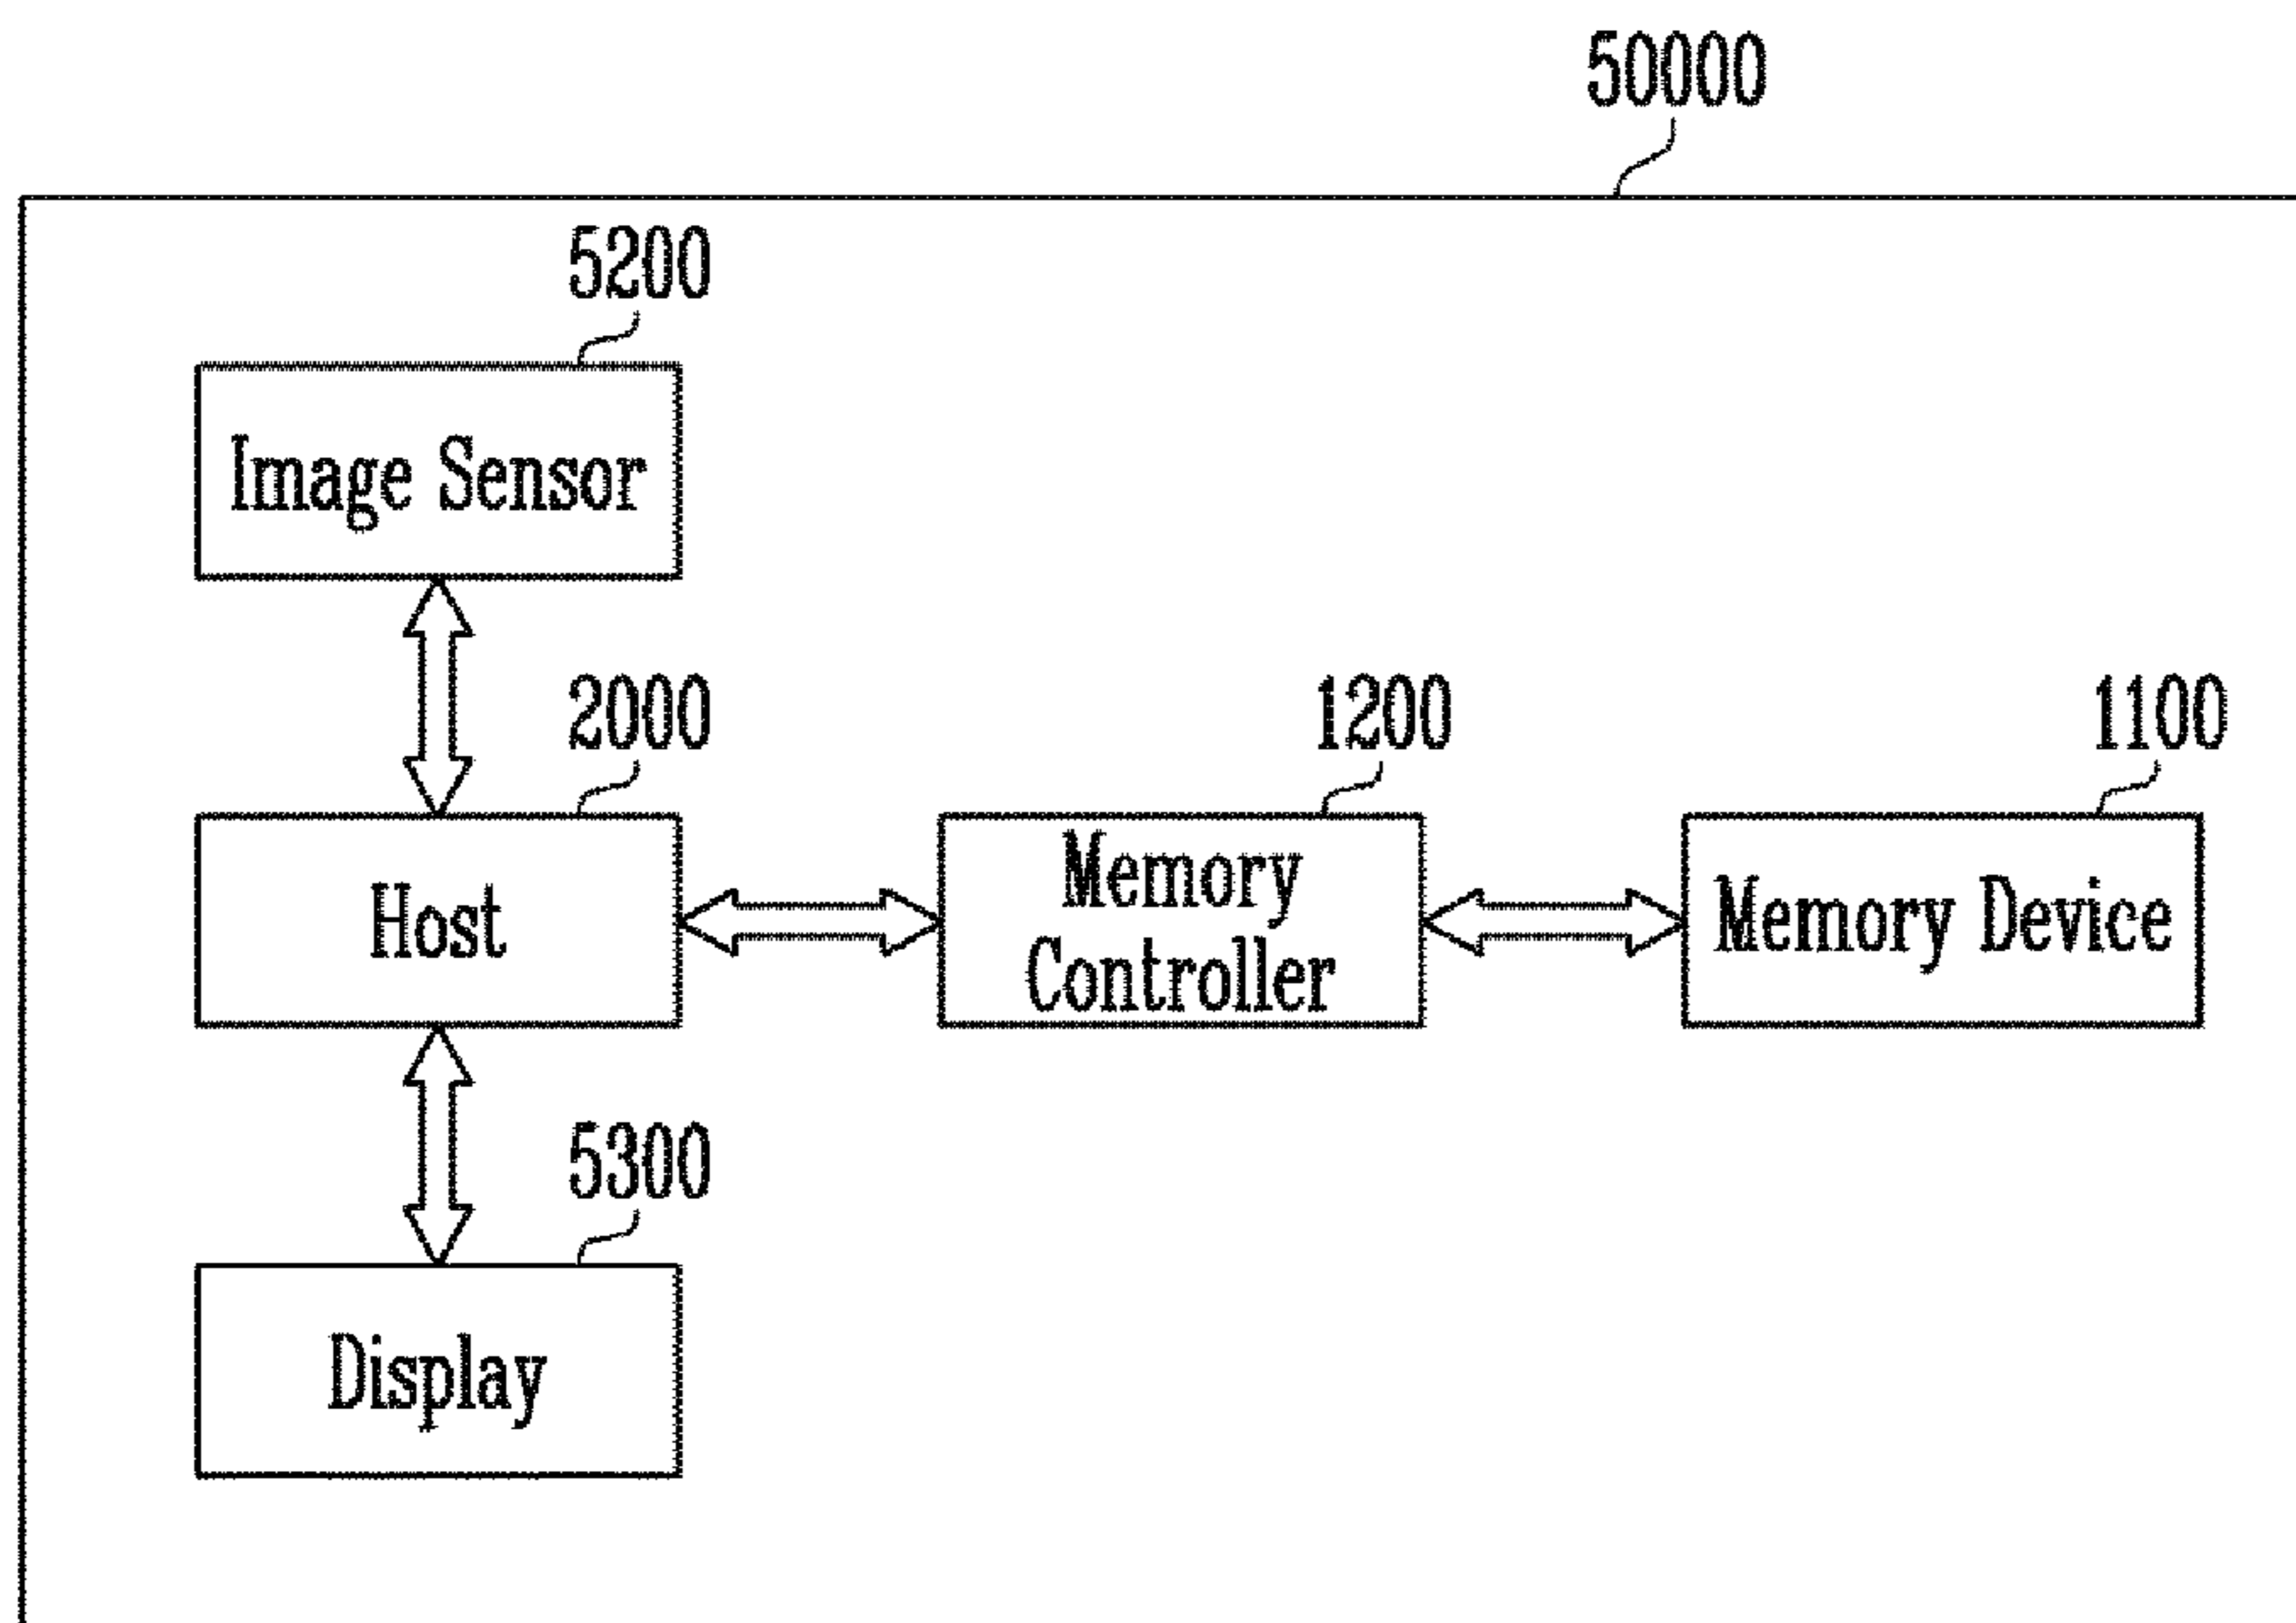 50000
5200
Image Sensor
2000
1200
1100
Host
Memory
Controller
Memory Device
5300
Display